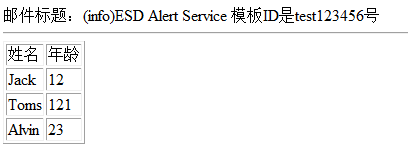 邮件标题：(info)ESD Alert Service 模板ID是test123456号
姓名 年龄
Jack 12
Toms 121
Alvin 23